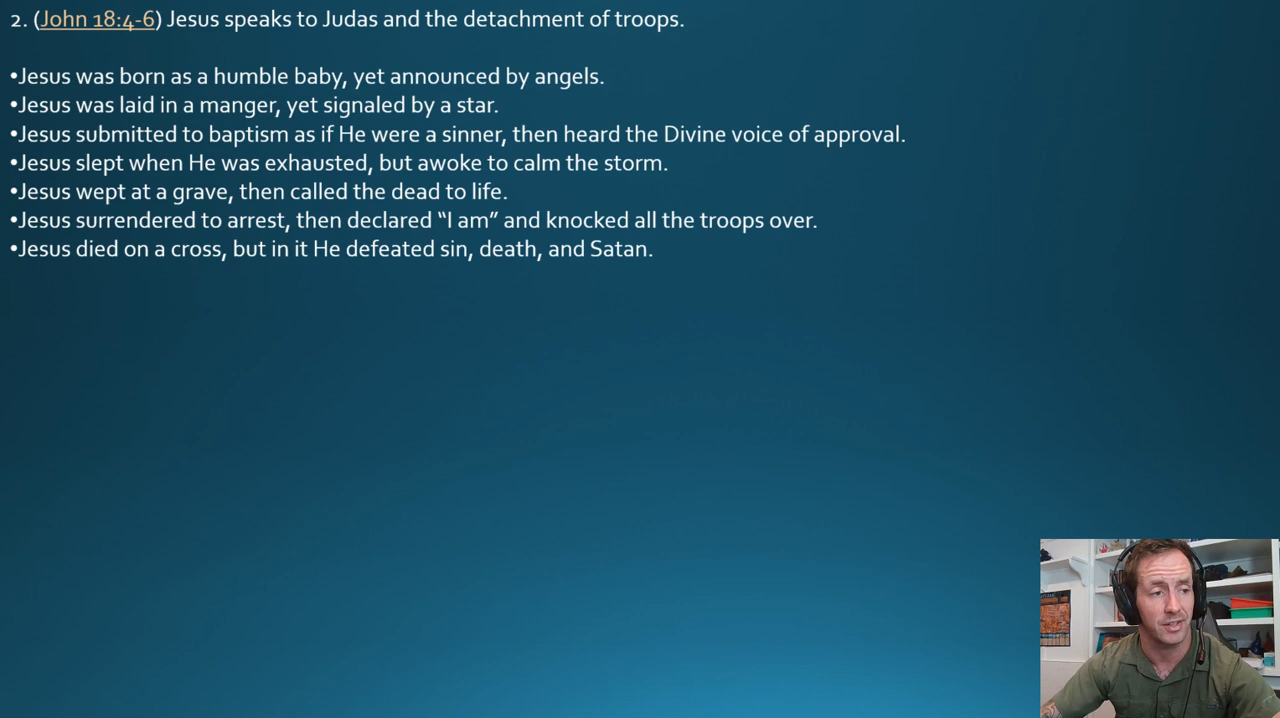 2. (John 18:4-6) Jesus speaks to Judas and the detachment of troops.
•Jesus was born as a humble baby, yet announced by angels.
•Jesus was laid in a manger, yet signaled by a star.
•Jesus submitted to baptism as if He were a sinner, then heard the Divine voice of approval.
•Jesus slept when He was exhausted, but awoke to calm the storm.
•Jesus wept at a grave, then called the dead to life.
•Jesus surrendered to arrest, then declared “I am” and knocked all the troops over.
•Jesus died on a cross, but in it He defeated sin, death, and Satan.